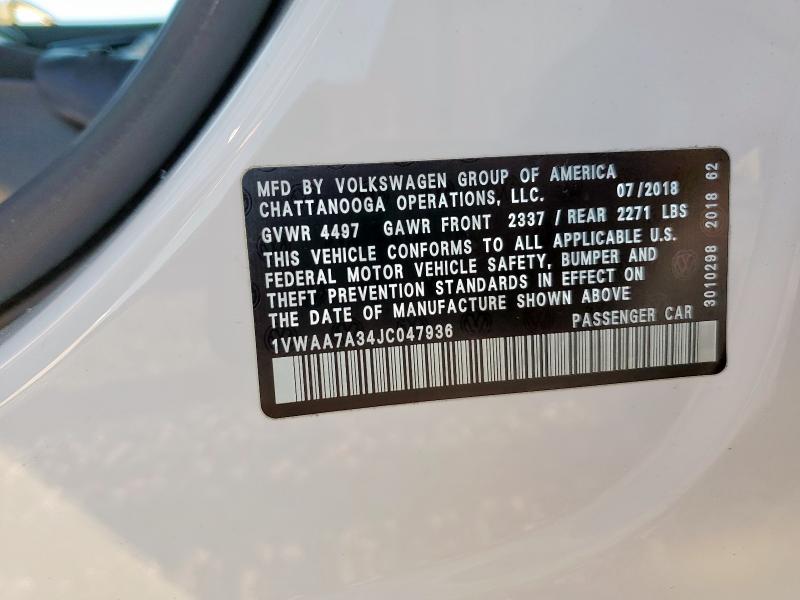 MFD BY VOLKSWAGEN GROUP OF AMERICA
CHATTANOOGA OPERATIONS, LLC. 07/2018
GVWR 4497 GAWR FRONT 2337 / REAR 2271 LBS
THIS VEHICLE CONFORMS TO ALL APPLICABLE U.S.
FEDERAL MOTOR VEHICLE SAFETY, BUMPER AND
THEFT PREVENTION STANDARDS IN EFFECT ON
THE DATE OF MANUFACTURE SHOWN ABOVE
1VWAA7A34JC047936 PASSENGER CAR
3010298 2018 62